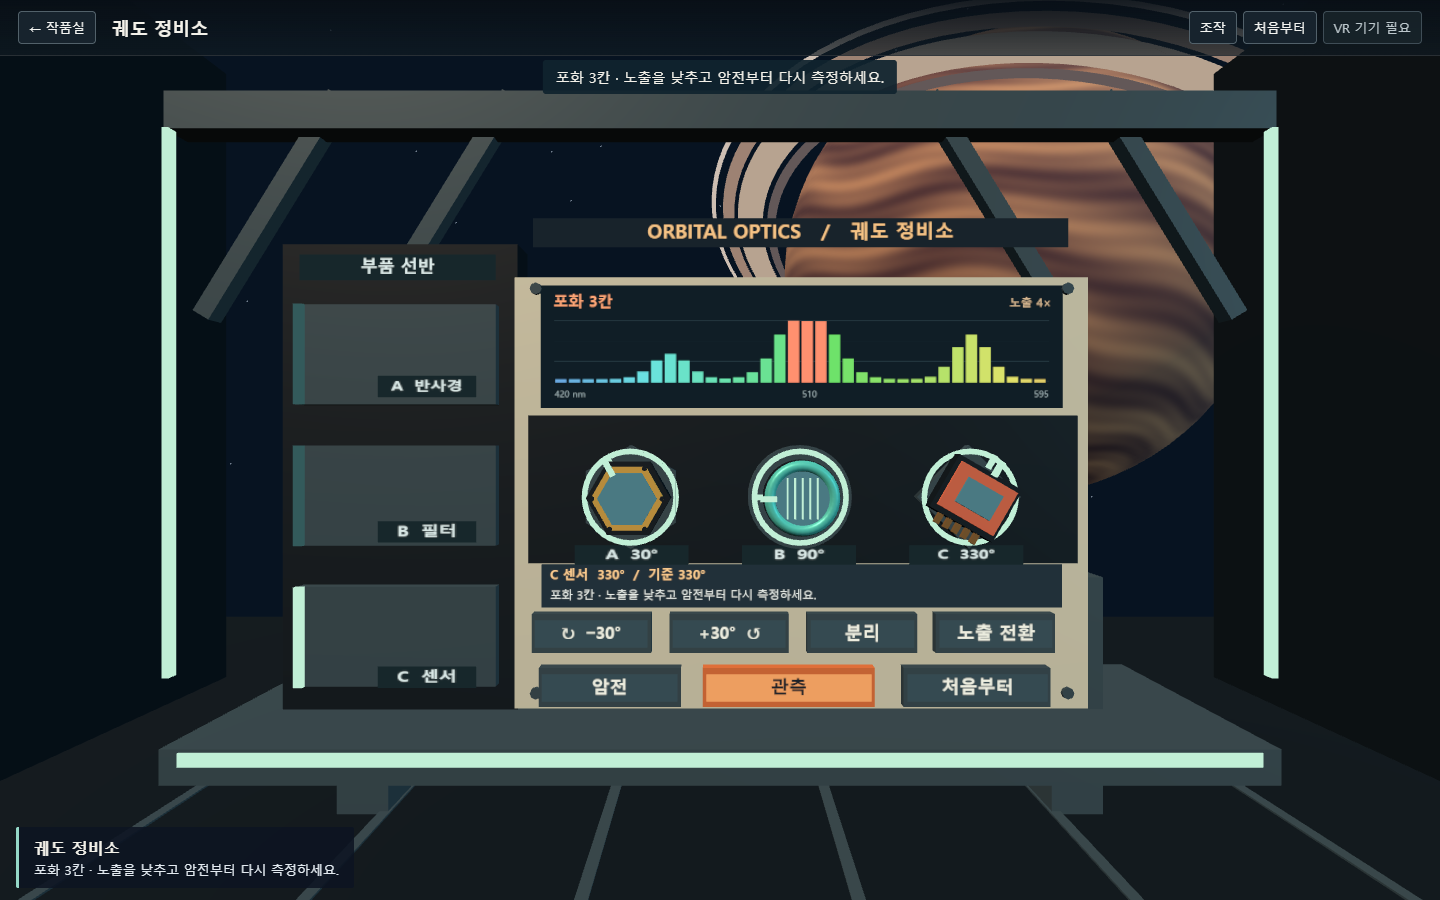 ← 작품실
궤도 정비소
조작
처음부터
VR 기기 필요
포화 3칸 · 노출을 낮추고 암전부터 다시 측정하세요.
ORBITAL OPTICS / 궤도 정비소
부품 선반
A 반사경
B 필터
C 센서
포화 3칸
노출 4×
420 nm
510
595
A 30°
B 90°
C 330°
C 센서 330° / 기준 330°
포화 3칸 · 노출을 낮추고 암전부터 다시 측정하세요.
↻ −30°
+30° ↺
분리
노출 전환
암전
관측
처음부터
궤도 정비소
포화 3칸 · 노출을 낮추고 암전부터 다시 측정하세요.